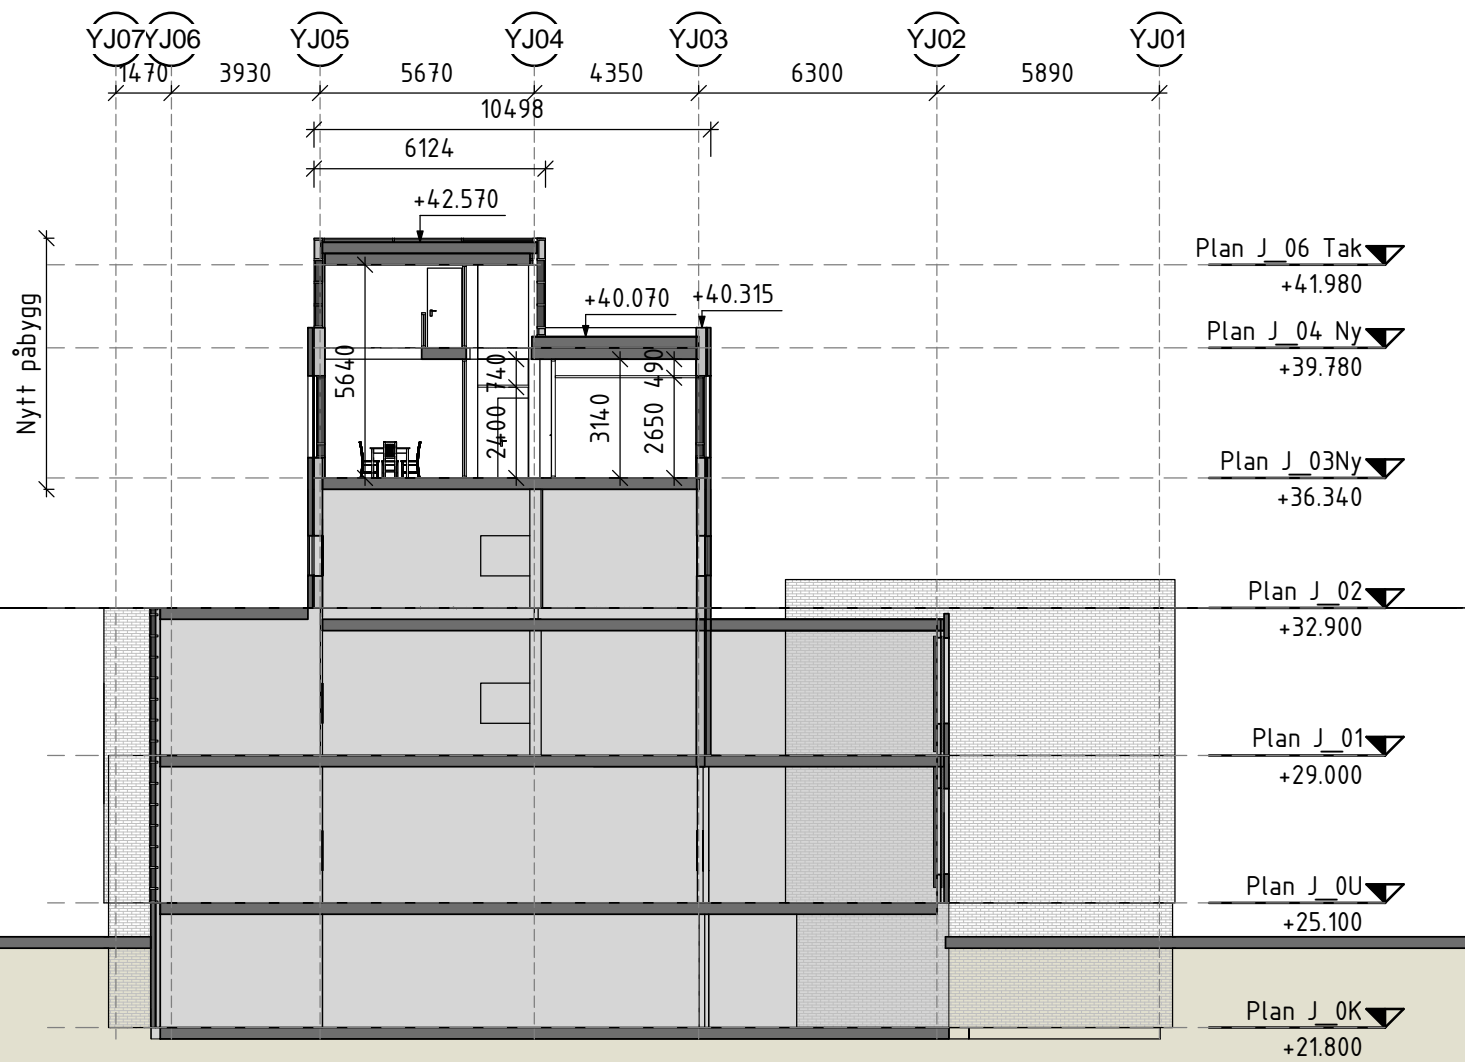 YJ07 YJ06 YJ05 YJ04 YJ03 YJ02 YJ01
1470 3930 5670 4350 6300 5890
10498
6124
+42.570
Plan J_06 Tak
+41.980
+40.070 +40.315
Plan J_04 Ny
+39.780
Nytt påbygg
5640
740
490
2400
3140
2650
Plan J_03Ny
+36.340
Plan J_02
+32.900
Plan J_01
+29.000
Plan J_0U
+25.100
Plan J_0K
+21.800